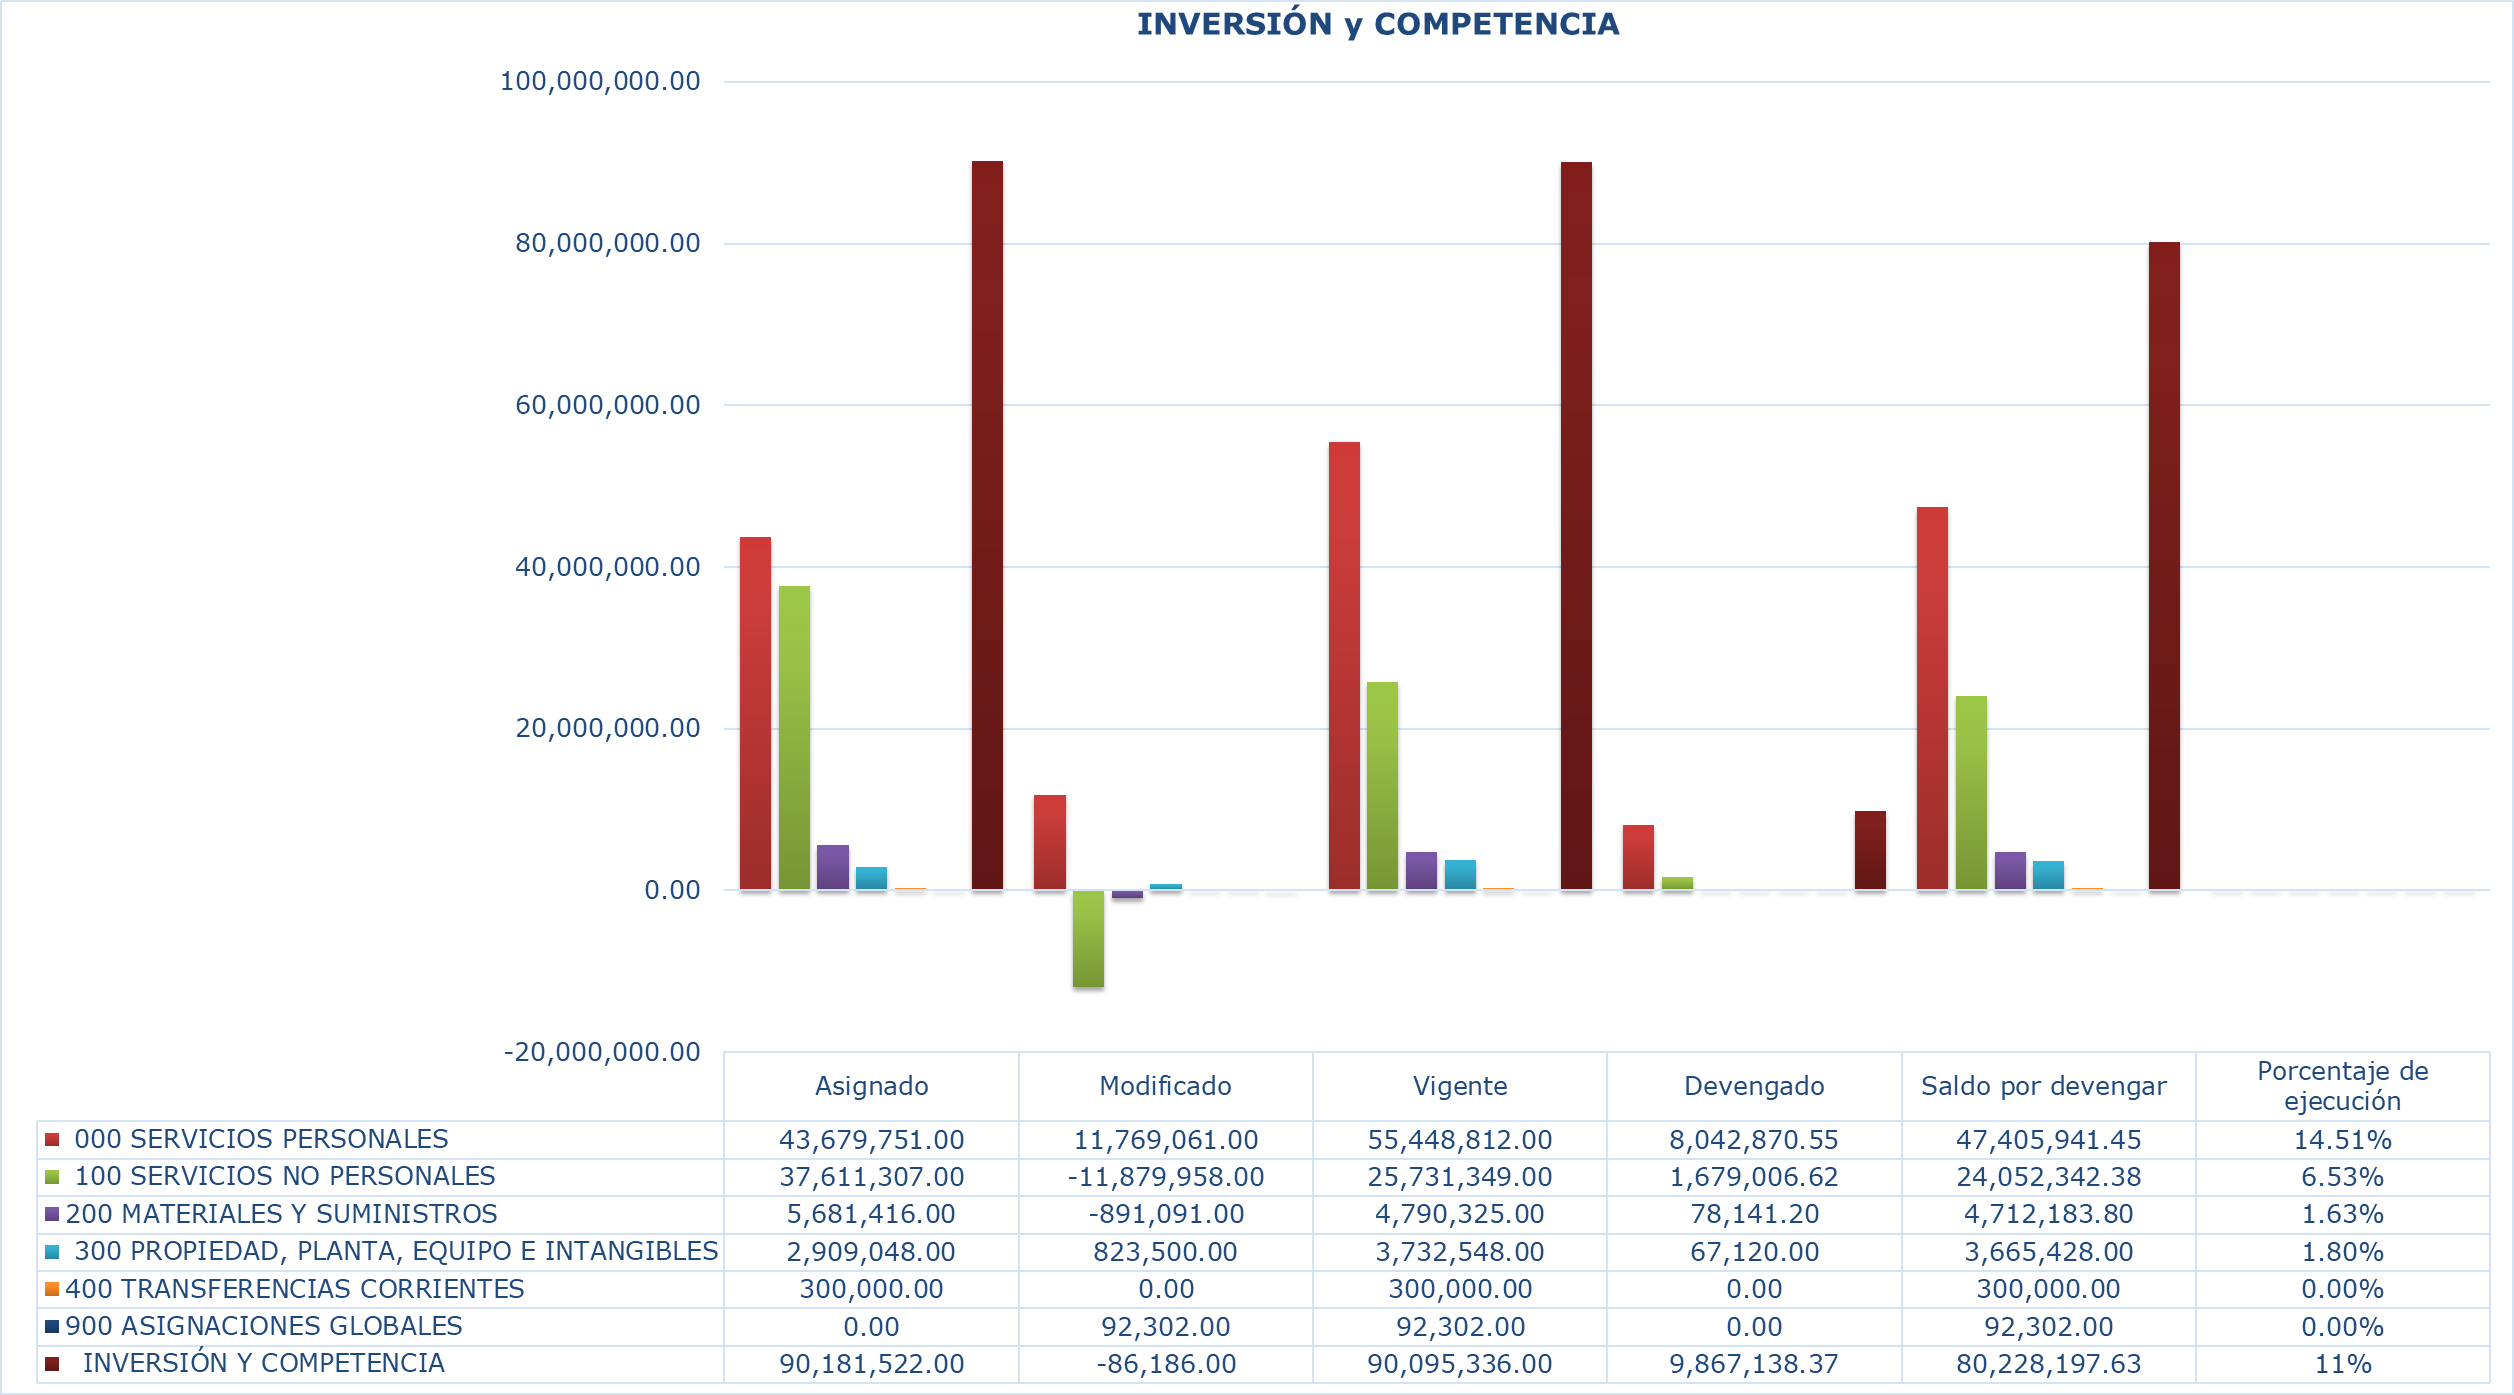 INVERSIÓN y COMPETENCIA
100,000,000.00
80,000,000.00
60,000,000.00
40,000,000.00
20,000,000.00
0.00
-20,000,000.00
Asignado Modificado Vigente Devengado Saldo por devengar Porcentaje de
ejecución
000 SERVICIOS PERSONALES 43,679,751.00 11,769,061.00 55,448,812.00 8,042,870.55 47,405,941.45 14.51%
100 SERVICIOS NO PERSONALES 37,611,307.00 -11,879,958.00 25,731,349.00 1,679,006.62 24,052,342.38 6.53%
200 MATERIALES Y SUMINISTROS 5,681,416.00 -891,091.00 4,790,325.00 78,141.20 4,712,183.80 1.63%
300 PROPIEDAD, PLANTA, EQUIPO E INTANGIBLES 2,909,048.00 823,500.00 3,732,548.00 67,120.00 3,665,428.00 1.80%
400 TRANSFERENCIAS CORRIENTES 300,000.00 0.00 300,000.00 0.00 300,000.00 0.00%
900 ASIGNACIONES GLOBALES 0.00 92,302.00 92,302.00 0.00 92,302.00 0.00%
INVERSIÓN Y COMPETENCIA 90,181,522.00 -86,186.00 90,095,336.00 9,867,138.37 80,228,197.63 11%